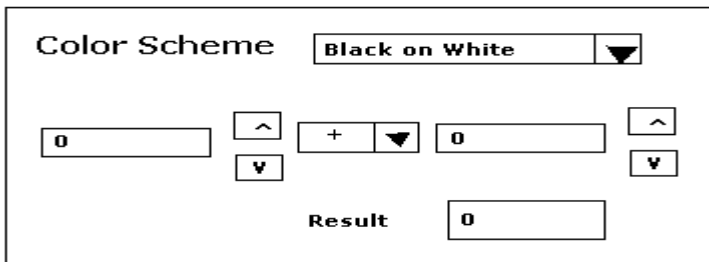 Color Scheme Black on White
0 ^ + 0 ^
v v
Result 0